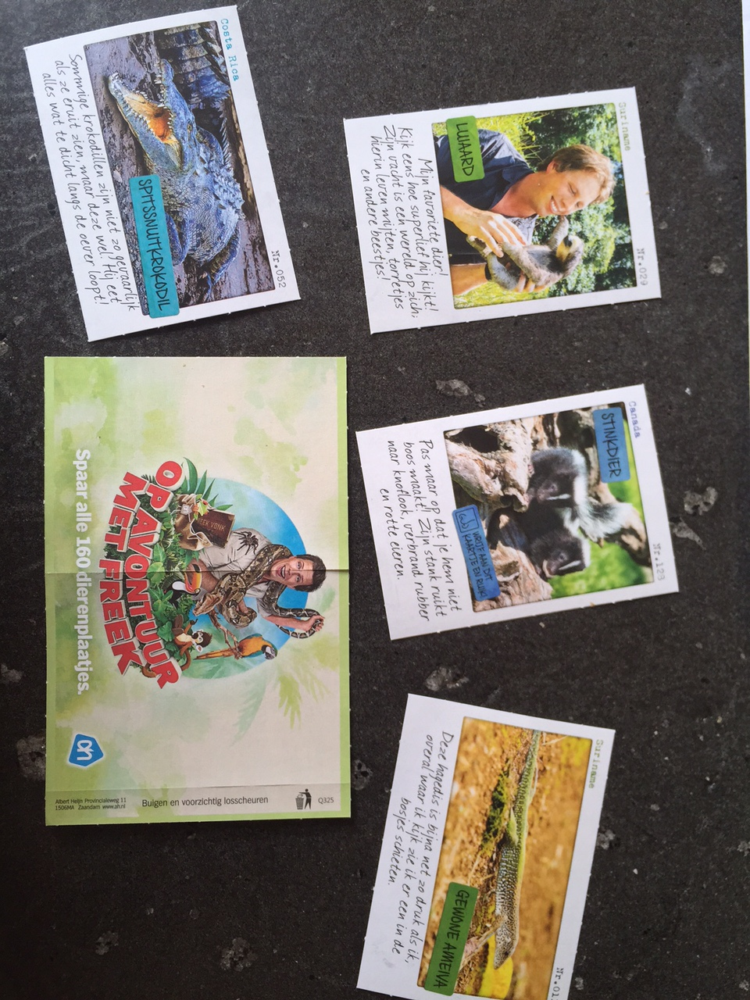 Costa Rica
Nr.052
SPITSSNUITKROKODIL
Sommige krokodillen zijn niet zo gevaarlijk
als ze eruit zien, maar deze wel! Hij eet
alles wat te dicht langs de oever loopt!
Suriname
Nr.029
LUIAARD
Mijn favoriete dier!
Kijk eens hoe superlief hij kijkt!
Zijn vacht is een wereld op zich;
hierin leven mijten, torretjes
en andere beestjes!
FREEK VONK
OP AVONTUUR
MET FREEK
Spaar alle 160 dierenplaatjes.
ah
Albert Heijn Provincialeweg 11
1506MA Zaandam www.ah.nl
Buigen en voorzichtig losscheuren
Q325
Canada
Nr.123
STINKDIER
WRIJF AAN DIT
KAARTJE EN RUIK!
Pas maar op dat je hem niet
boos maakt! Zijn stank ruikt
naar knoflook, verbrand rubber
en rotte eieren.
Suriname
Nr.01
GEWONE AMEIVA
Deze hagedis is bijna net zo druk als ik,
overal waar ik kijk zie ik er een in de
bosjes schieten.